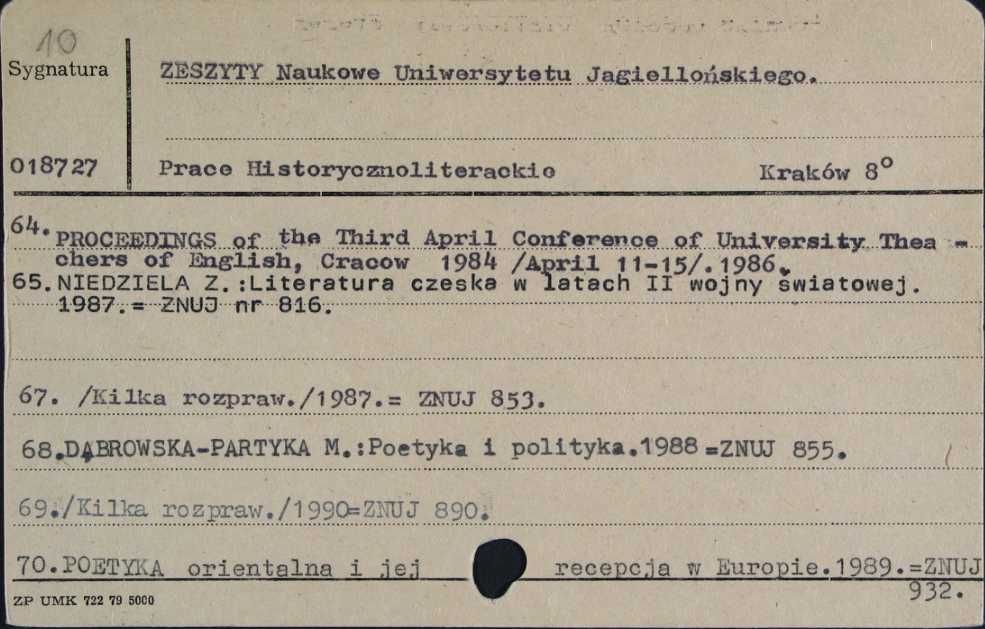 10
Sygnatura
ZESZYTY Naukowe Uniwersytetu Jagiellońskiego.
018727
Prace Historycznoliterackie Kraków 8°
64. PROCEEDINGS of the Third April Conference of University Thea-
chers of English, Cracow 1984 /April 11-15/.1986.
65. NIEDZIELA Z.:Literatura czeska w latach II wojny światowej.
1987.= ZNUJ nr 816.
67. /Kilka rozpraw./1987.= ZNUJ 853.
68.DĄBROWSKA-PARTYKA M.:Poetyka i polityka.1988=ZNUJ 855.
69./Kilka rozpraw./1990=ZNUJ 890.
70.POETYKA orientalna i jej recepcja w Europie.1989.=ZNUJ
932.
ZP UMK 722 79 5000